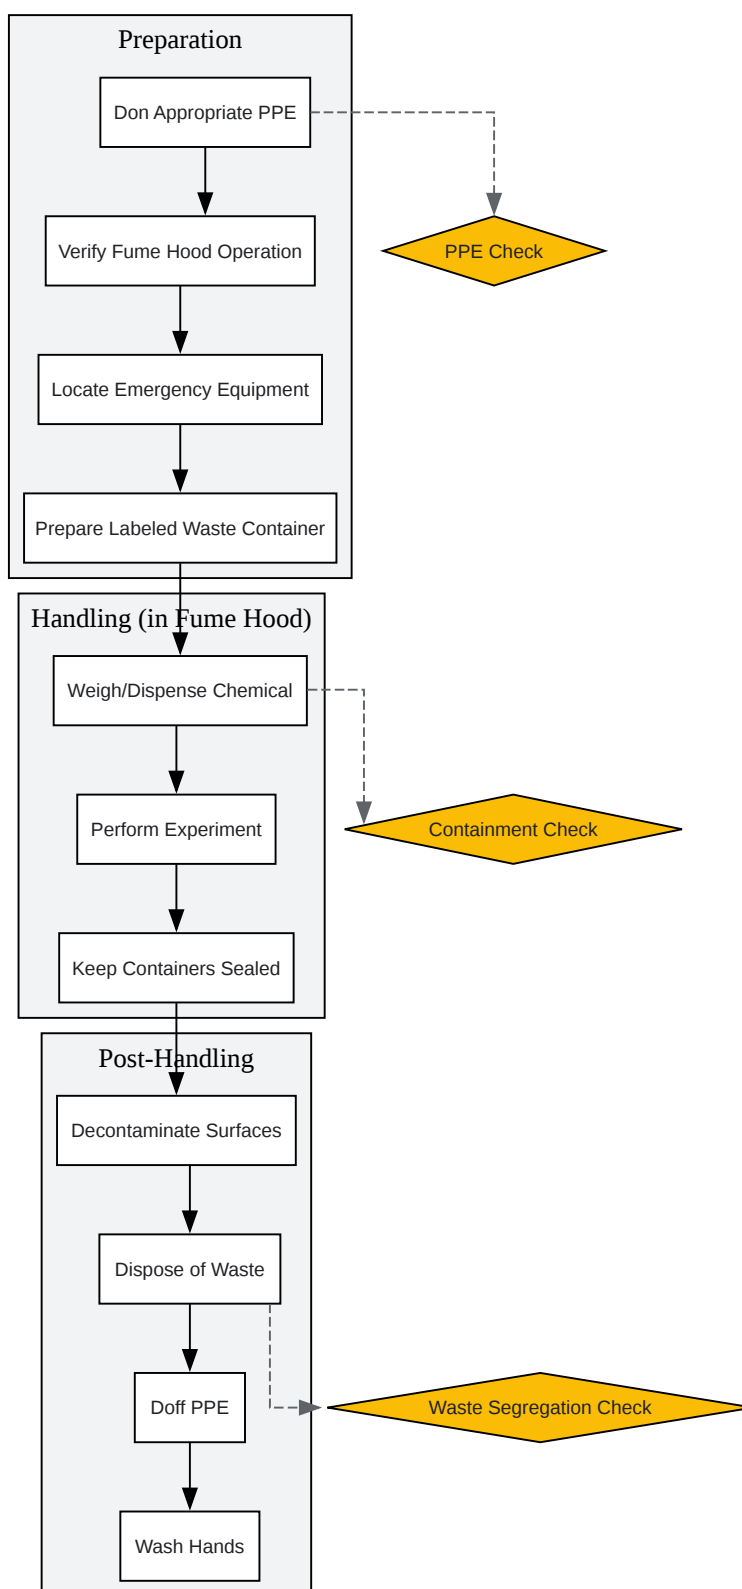 Preparation
Don Appropriate PPE
Verify Fume Hood Operation
PPE Check
Locate Emergency Equipment
Prepare Labeled Waste Container
Handling (in Fume Hood)
Weigh/Dispense Chemical
Perform Experiment
Containment Check
Keep Containers Sealed
Post-Handling
Decontaminate Surfaces
Dispose of Waste
Doff PPE
Waste Segregation Check
Wash Hands